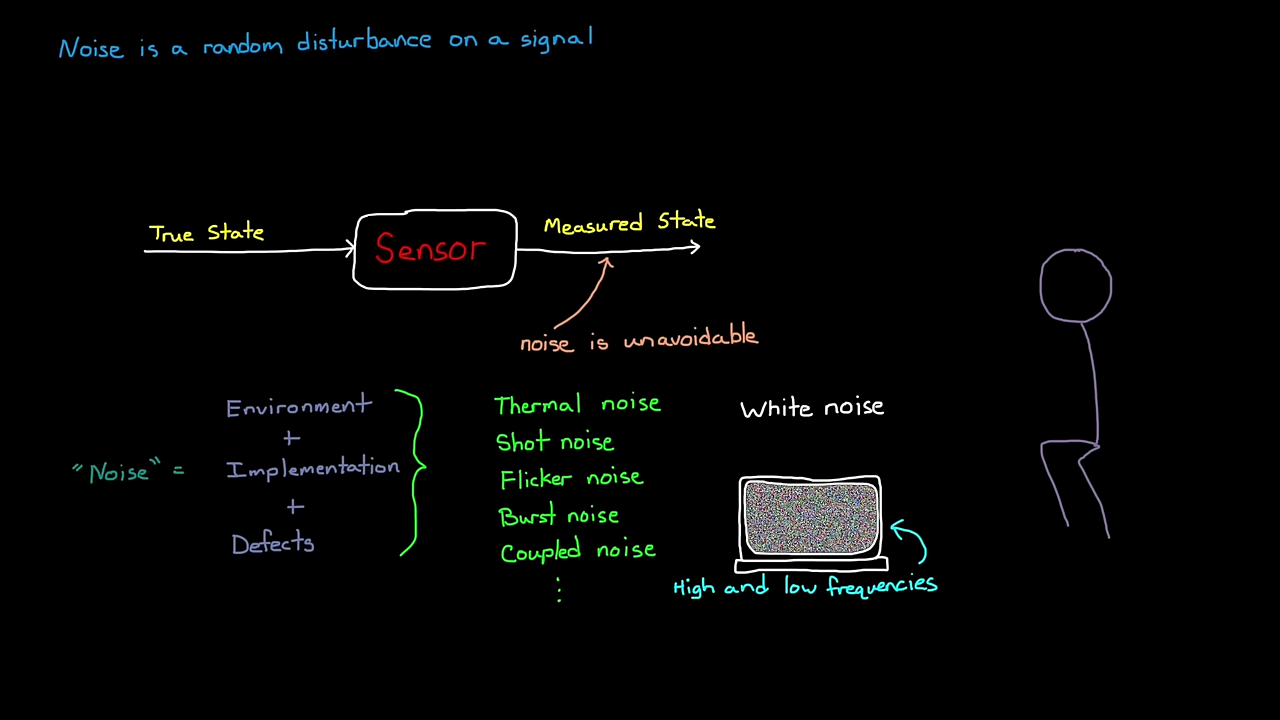 Noise is a random disturbance on a signal
True State
Sensor
Measured State
noise is unavoidable
"Noise" =
Environment
+
Implementation
+
Defects
Thermal noise
Shot noise
Flicker noise
Burst noise
Coupled noise
⋮
White noise
High and low frequencies